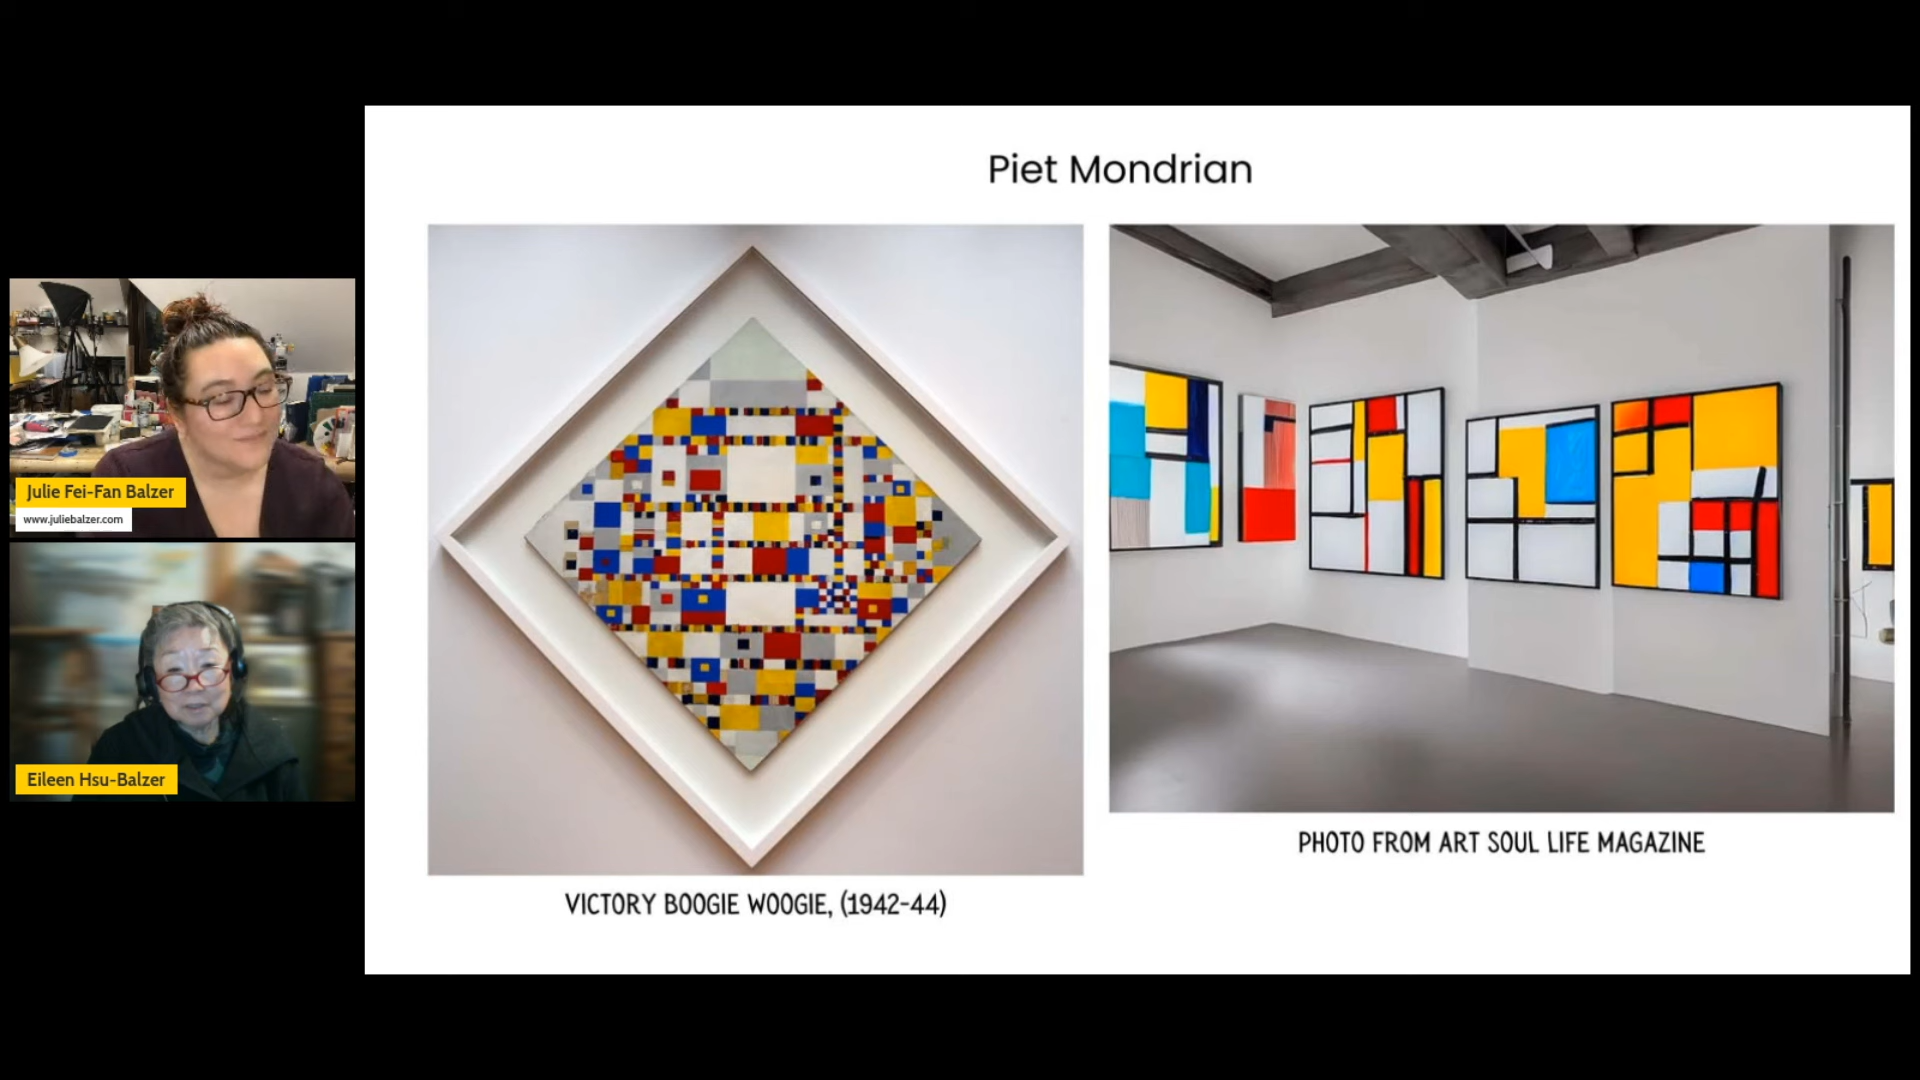 Piet Mondrian
Julie Fei-Fan Balzer
www.juliebalzer.com
Eileen Hsu-Balzer
PHOTO FROM ART SOUL LIFE MAGAZINE
VICTORY BOOGIE WOOGIE, (1942-44)